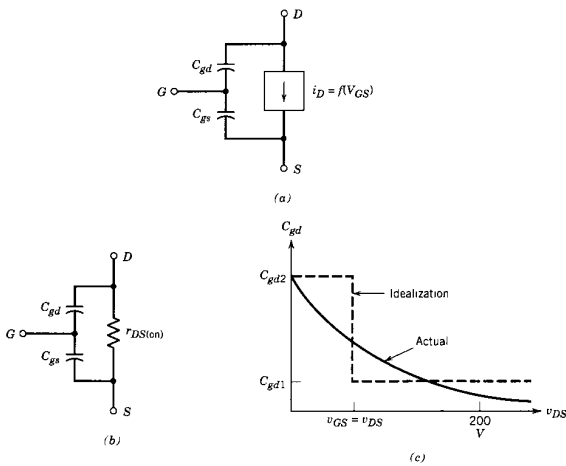 D
C_gd
G
i_D = f(V_GS)
C_gs
S
(a)
D
C_gd
G
r_DS(on)
C_gs
S
(b)
C_gd
C_gd2
Idealization
Actual
C_gd1
v_GS = v_DS
200
V
v_DS
(c)